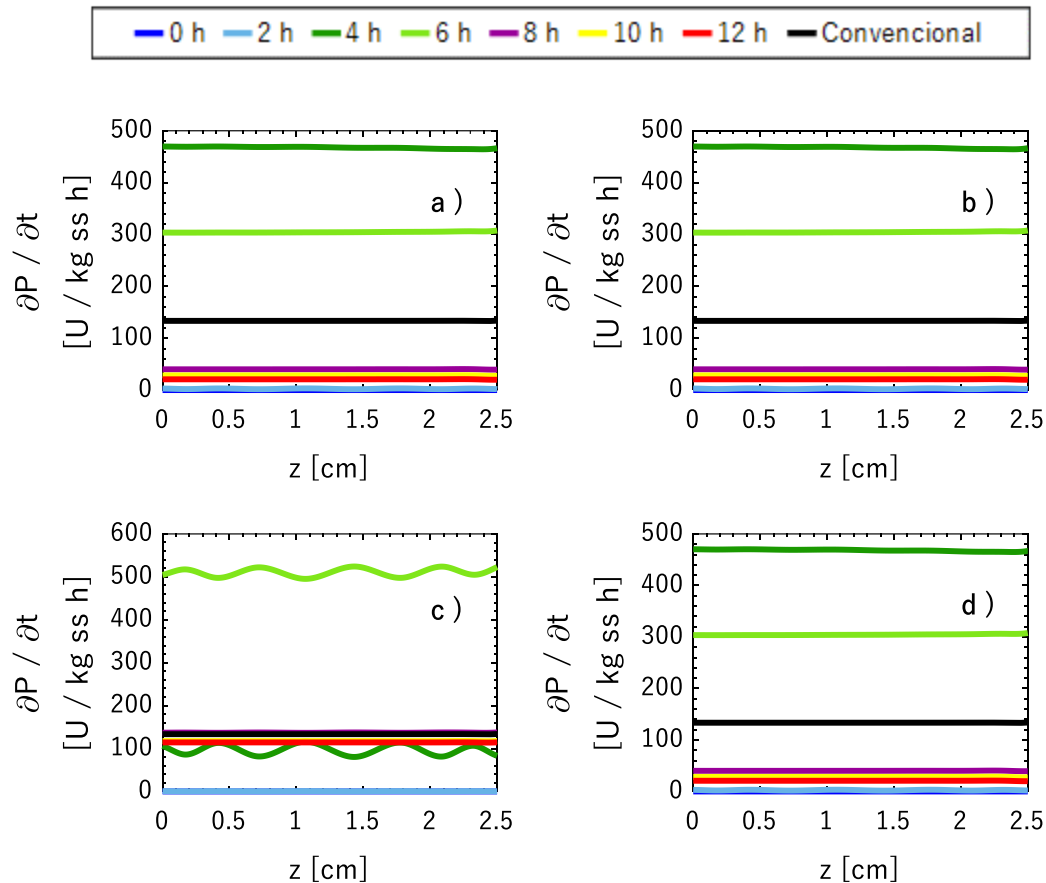 0 h 2 h 4 h 6 h 8 h 10 h 12 h Convencional
500
400
300
200
100
0
∂P / ∂t
[U / kg ss h]
a )
0 0.5 1 1.5 2 2.5
z [cm]
500
400
300
200
100
0
∂P / ∂t
[U / kg ss h]
b )
0 0.5 1 1.5 2 2.5
z [cm]
600
500
400
300
200
100
0
∂P / ∂t
[U / kg ss h]
c )
0 0.5 1 1.5 2 2.5
z [cm]
500
400
300
200
100
0
∂P / ∂t
[U / kg ss h]
d )
0 0.5 1 1.5 2 2.5
z [cm]